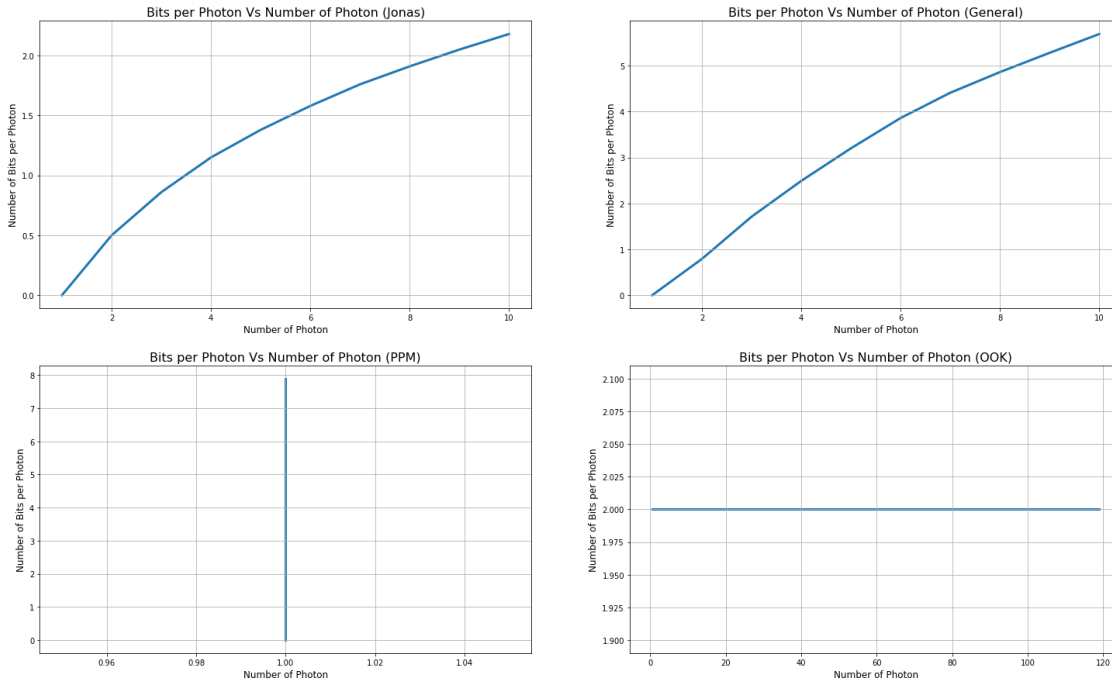 Bits per Photon Vs Number of Photon (Jonas)
Number of Bits per Photon
2.0
1.5
1.0
0.5
0.0
2 4 6 8 10
Number of Photon
Bits per Photon Vs Number of Photon (General)
Number of Bits per Photon
5
4
3
2
1
0
2 4 6 8 10
Number of Photon
Bits per Photon Vs Number of Photon (PPM)
Number of Bits per Photon
8
7
6
5
4
3
2
1
0
0.96 0.98 1.00 1.02 1.04
Number of Photon
Bits per Photon Vs Number of Photon (OOK)
Number of Bits per Photon
2.100
2.075
2.050
2.025
2.000
1.975
1.950
1.925
1.900
0 20 40 60 80 100 120
Number of Photon